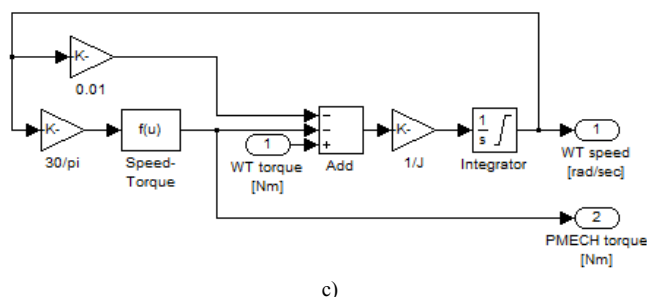 K-
0.01
K-
30/pi
f(u)
Speed-
Torque
1
WT torque
[Nm]
−
−
+
Add
K-
1/J
1
s
Integrator
1
WT speed
[rad/sec]
2
PMECH torque
[Nm]
c)